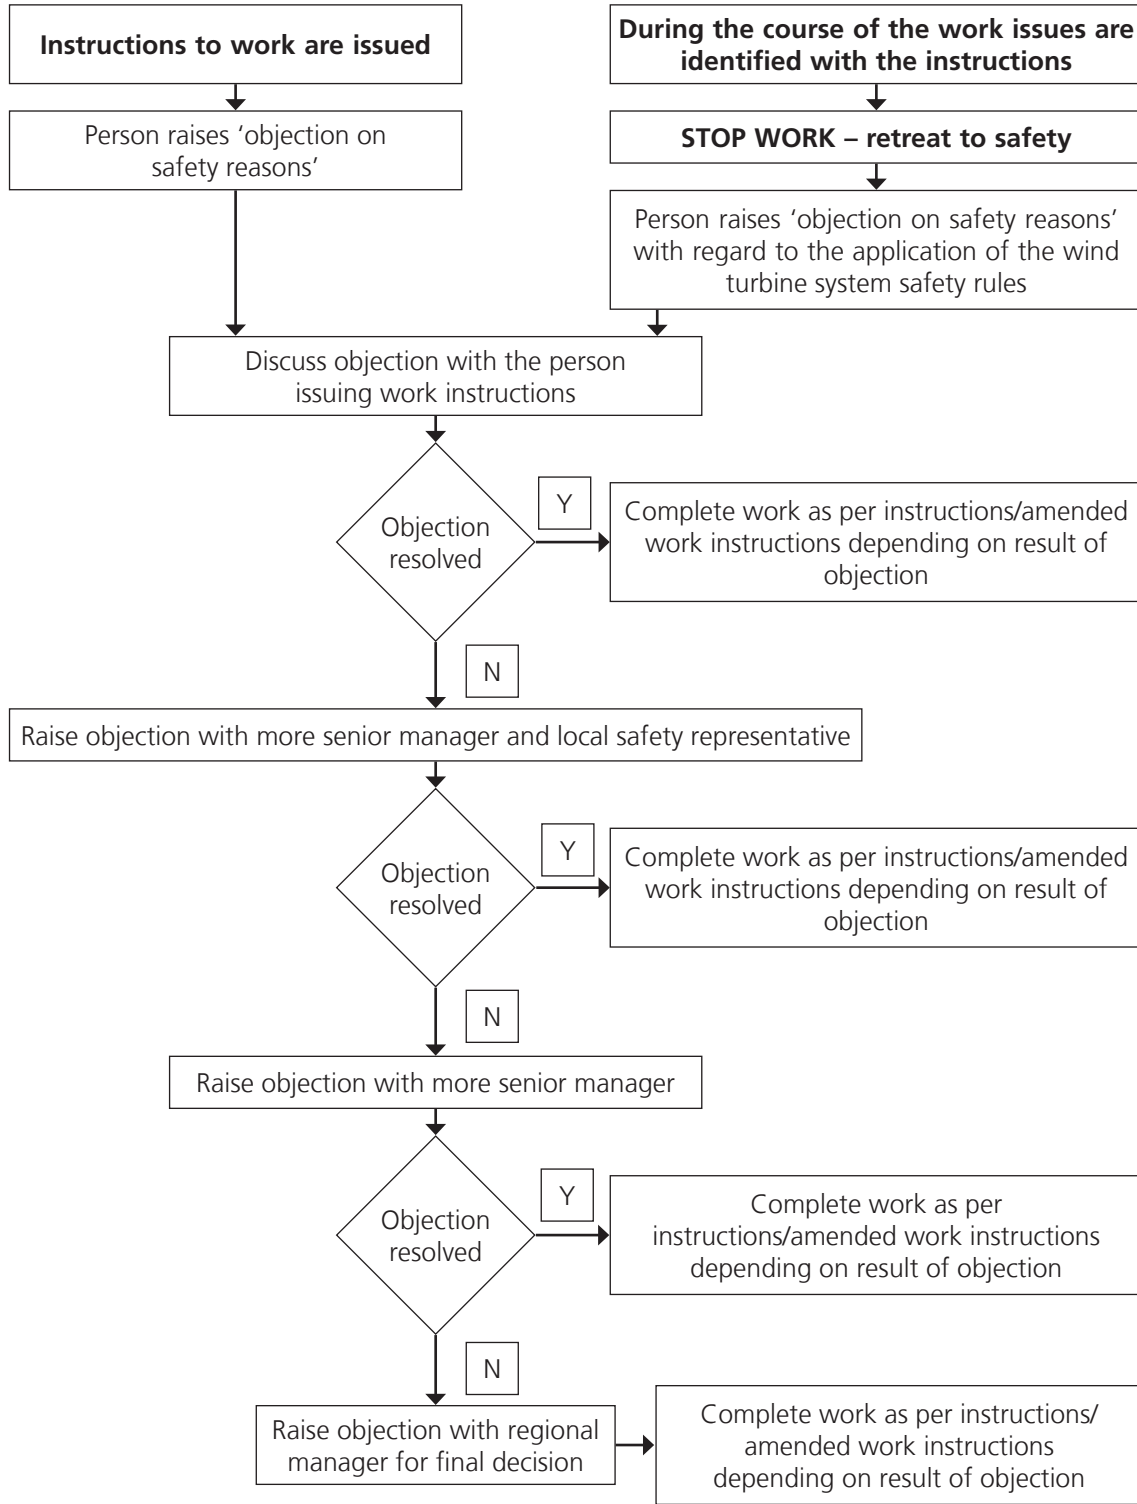 Instructions to work are issued
During the course of the work issues are
identified with the instructions
Person raises ‘objection on
safety reasons’
STOP WORK – retreat to safety
Person raises ‘objection on safety reasons’
with regard to the application of the wind
turbine system safety rules
Discuss objection with the person
issuing work instructions
Objection
resolved
Y
Complete work as per instructions/amended
work instructions depending on result of
objection
N
Raise objection with more senior manager and local safety representative
Objection
resolved
Y
Complete work as per instructions/amended
work instructions depending on result of
objection
N
Raise objection with more senior manager
Objection
resolved
Y
Complete work as per
instructions/amended work instructions
depending on result of objection
N
Raise objection with regional
manager for final decision
Complete work as per instructions/
amended work instructions
depending on result of objection